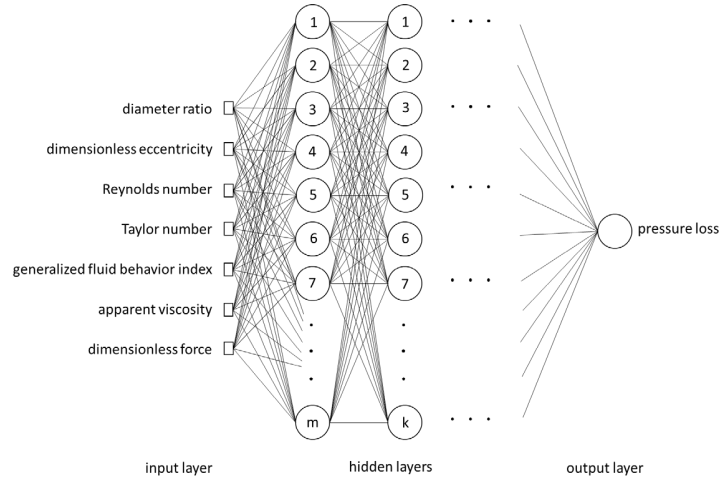 1 1 . . .
2 2
diameter ratio 3 3 . . .
dimensionless eccentricity 4 4
Reynolds number 5 5 . . .
Taylor number 6 6 pressure loss
generalized fluid behavior index 7 7 . . .
apparent viscosity
dimensionless force
m k . . .
input layer hidden layers output layer